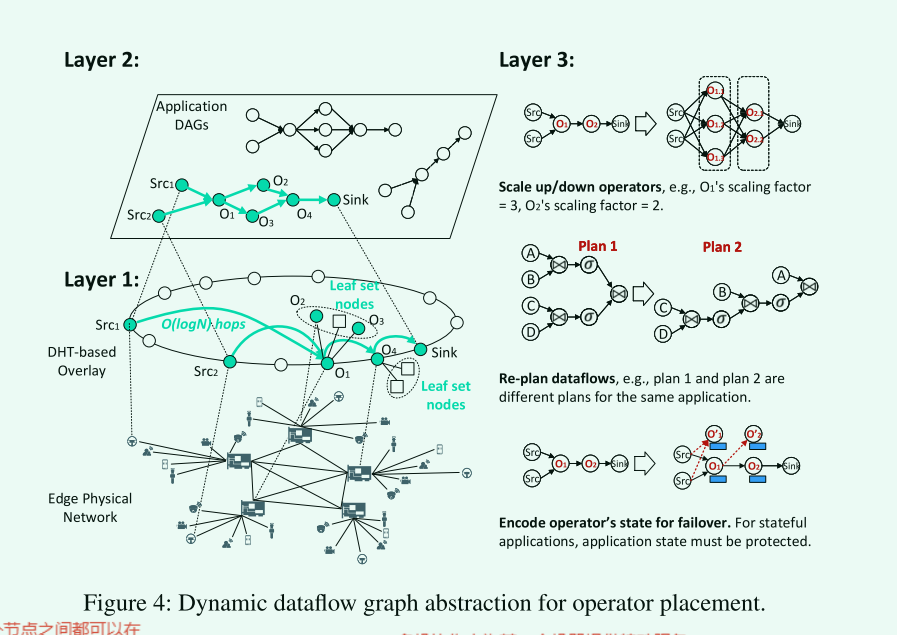 Layer 2:
Application
DAGs
Src1
O2
Sink
Src2
O1
O4
O3
Layer 1:
Leaf set
nodes
O2
O3
Src1
O(logN) hops
DHT-based
Overlay
O4
Sink
Src2
O1
Leaf set
nodes
Edge Physical
Network
Layer 3:
Src
Src
O1
O2
Sink
Src
Src
O1.1
O1.2
O1.3
O2.1
O2.2
Sink
Scale up/down operators, e.g., O1's scaling factor
= 3, O2's scaling factor = 2.
Plan 1
Plan 2
A
B
σ
C
D
σ
A
B
C
D
σ
σ
Re-plan dataflows, e.g., plan 1 and plan 2 are
different plans for the same application.
Src
Src
O1
O2
Sink
O'1
O'2
Src
Src
O1
O2
Sink
Encode operator's state for failover. For stateful
applications, application state must be protected.
Figure 4: Dynamic dataflow graph abstraction for operator placement.
节点之间都可以在